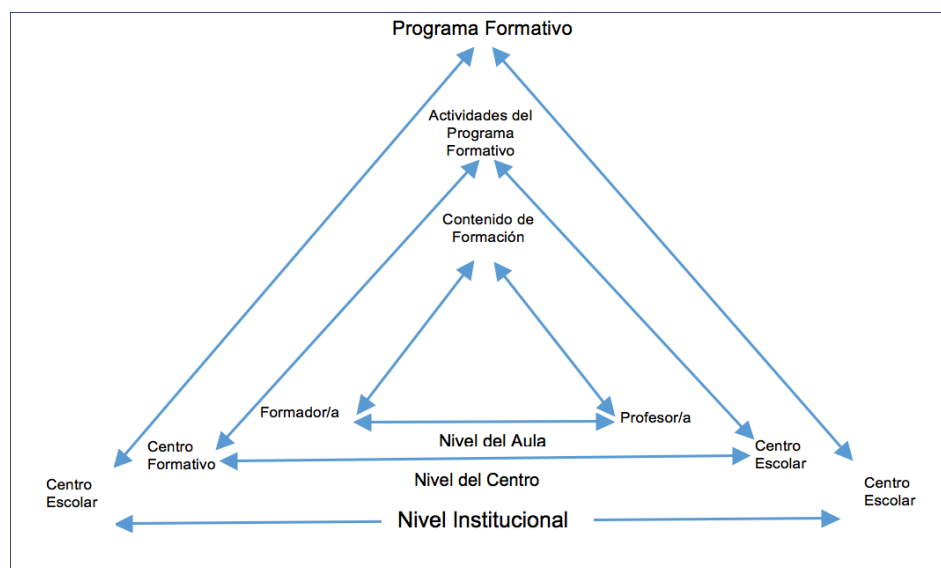 Programa Formativo
Actividades del
Programa
Formativo
Contenido de
Formación
Formador/a
Profesor/a
Nivel del Aula
Centro
Formativo
Centro
Escolar
Nivel del Centro
Centro
Escolar
Centro
Escolar
Nivel Institucional